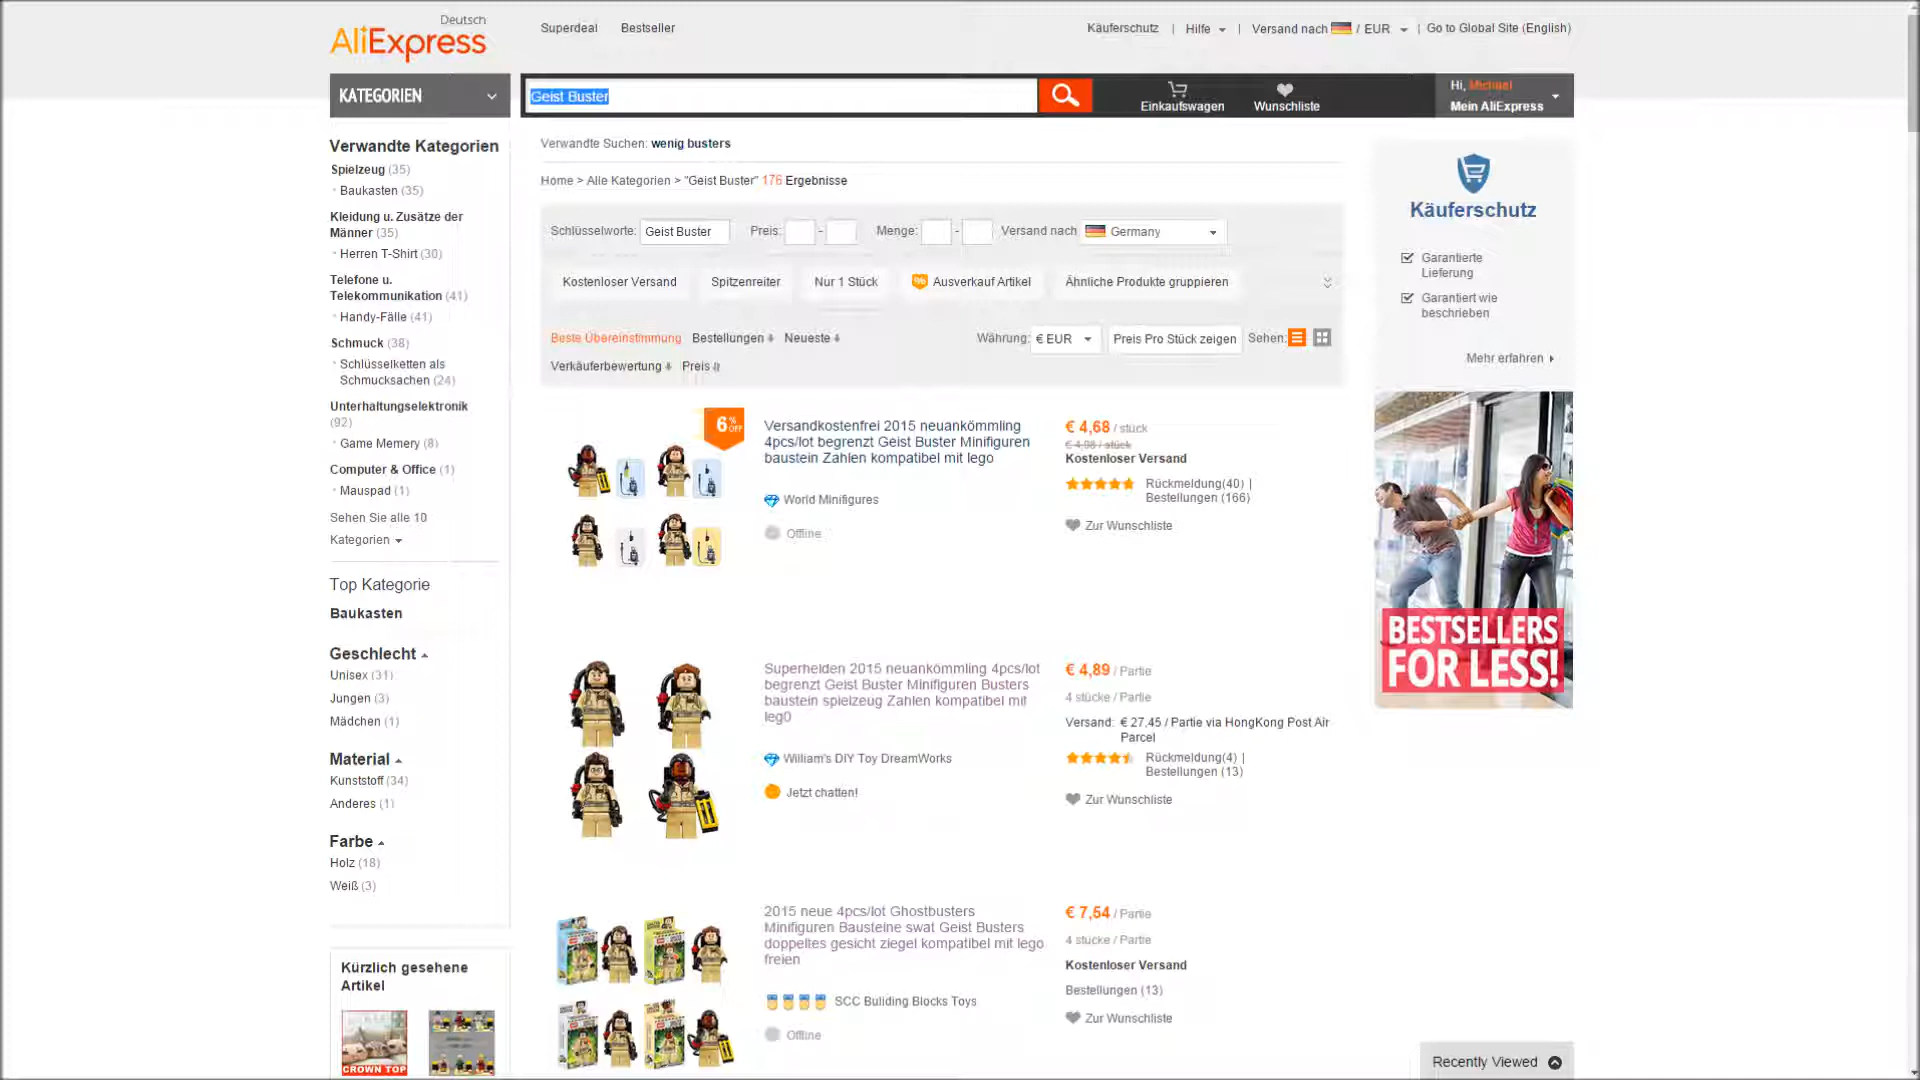 Deutsch
AliExpress
Superdeal
Bestseller
Käuferschutz | Hilfe | Versand nach / EUR | Go to Global Site (English)
KATEGORIEN
Geist Buster
Einkaufswagen
Wunschliste
Hi, Michael
Mein AliExpress
Verwandte Kategorien
Spielzeug (35)
Baukasten (35)
Kleidung u. Zusätze der
Männer (35)
Herren T-Shirt (30)
Telefone u.
Telekommunikation (41)
Handy-Fälle (41)
Schmuck (38)
Schlüsselketten als
Schmucksachen (24)
Unterhaltungselektronik
(92)
Game Memery (8)
Computer & Office (1)
Mauspad (1)
Sehen Sie alle 10
Kategorien
Top Kategorie
Baukasten
Geschlecht
Unisex (31)
Jungen (3)
Mädchen (1)
Material
Kunststoff (34)
Anderes (1)
Farbe
Holz (18)
Weiß (3)
Kürzlich gesehene
Artikel
CROWN TOP
Verwandte Suchen: wenig busters
Home > Alle Kategorien > "Geist Buster" 176 Ergebnisse
Schlüsselworte: Geist Buster Preis: - Menge: - Versand nach Germany
Kostenloser Versand Spitzenreiter Nur 1 Stück % Ausverkauf Artikel Ähnliche Produkte gruppieren
Beste Übereinstimmung Bestellungen Neueste Währung: € EUR Preis Pro Stück zeigen Sehen:
Verkäuferbewertung Preis
6% OFF
Versandkostenfrei 2015 neuankömmling
4pcs/lot begrenzt Geist Buster Minifiguren
baustein Zahlen kompatibel mit lego
World Minifigures
Offline
€ 4,68 / stück
€ 4,98 / stück
Kostenloser Versand
Rückmeldung(40) |
Bestellungen (166)
Zur Wunschliste
Superhelden 2015 neuankömmling 4pcs/lot
begrenzt Geist Buster Minifiguren Busters
baustein spielzeug Zahlen kompatibel mit
leg0
William's DIY Toy DreamWorks
Jetzt chatten!
€ 4,89 / Partie
4 stücke / Partie
Versand: € 27,45 / Partie via HongKong Post Air
Parcel
Rückmeldung(4) |
Bestellungen (13)
Zur Wunschliste
2015 neue 4pcs/lot Ghostbusters
Minifiguren Bausteine swat Geist Busters
doppeltes gesicht ziegel kompatibel mit lego
freien
SCC Buliding Blocks Toys
Offline
€ 7,54 / Partie
4 stücke / Partie
Kostenloser Versand
Bestellungen (13)
Zur Wunschliste
Käuferschutz
Garantierte
Lieferung
Garantiert wie
beschrieben
Mehr erfahren
BESTSELLERS
FOR LESS!
Recently Viewed